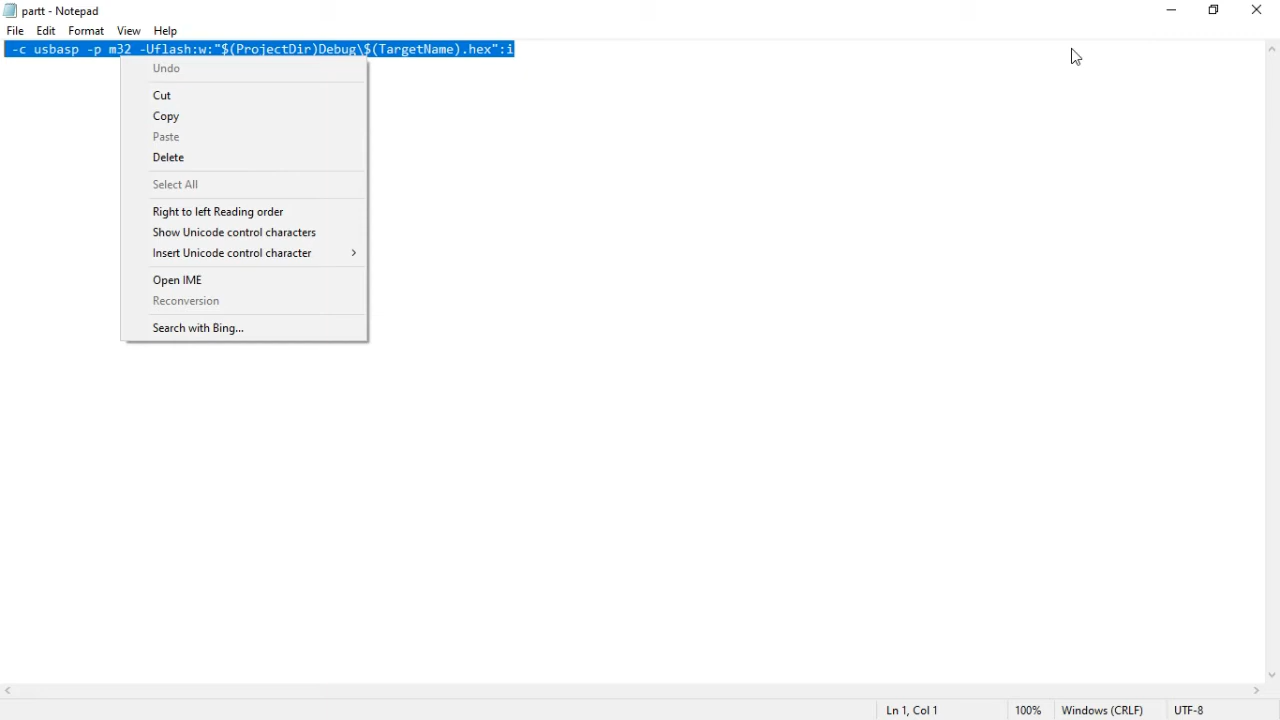 partt - Notepad
File Edit Format View Help
-c usbasp -p m32 -Uflash:w:"$(ProjectDir)Debug\$(TargetName).hex":i
Undo
Cut
Copy
Paste
Delete
Select All
Right to left Reading order
Show Unicode control characters
Insert Unicode control character
Open IME
Reconversion
Search with Bing...
Ln 1, Col 1 100% Windows (CRLF) UTF-8